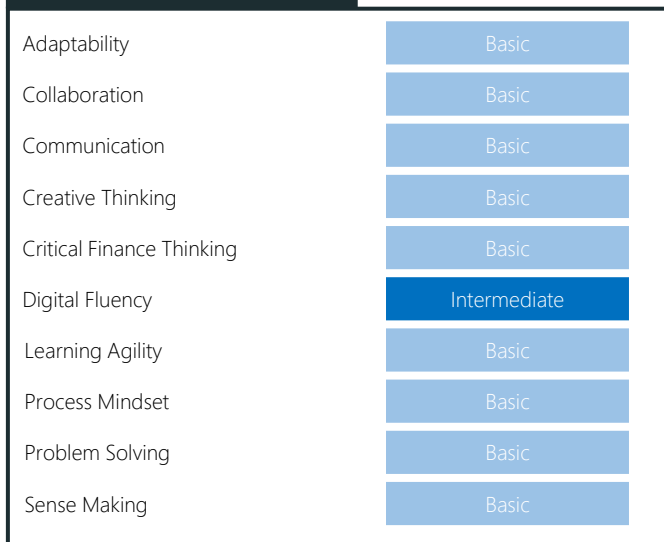 Adaptability Basic
Collaboration Basic
Communication Basic
Creative Thinking Basic
Critical Finance Thinking Basic
Digital Fluency Intermediate
Learning Agility Basic
Process Mindset Basic
Problem Solving Basic
Sense Making Basic